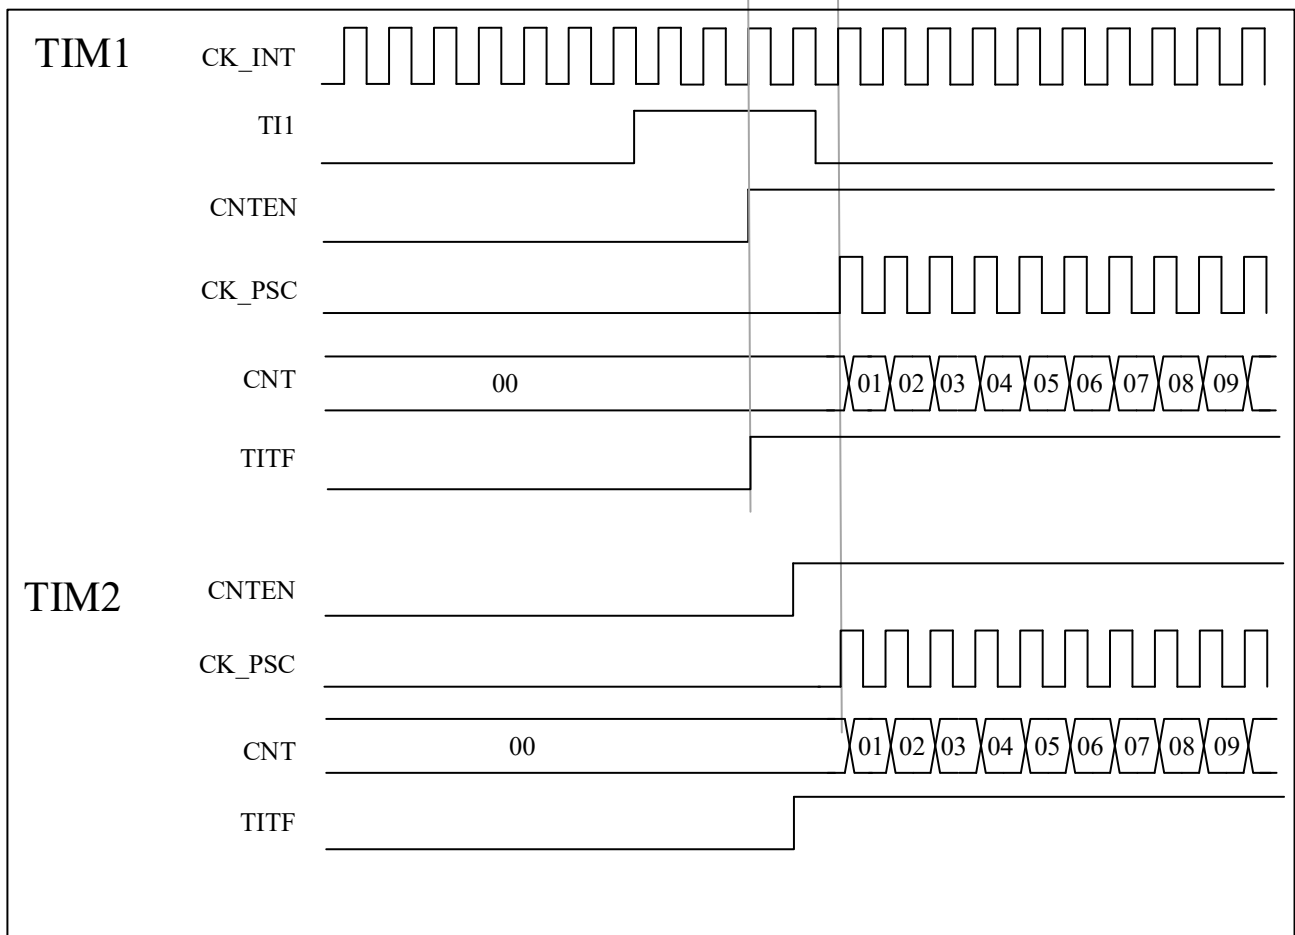 TIM1
CK_INT
TI1
CNTEN
CK_PSC
CNT 00 01 02 03 04 05 06 07 08 09
TITF
TIM2
CNTEN
CK_PSC
CNT 00 01 02 03 04 05 06 07 08 09
TITF